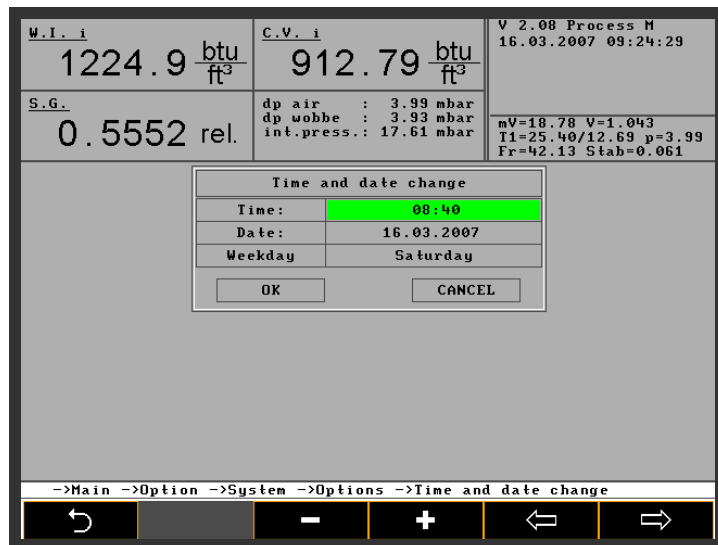 W.I. i
1224.9 btu/ft³
C.V. i
912.79 btu/ft³
V 2.08 Process M
16.03.2007 09:24:29
S.G.
0.5552 rel.
dp air : 3.99 mbar
dp wobbe : 3.93 mbar
int.press.: 17.61 mbar
mV=18.78 V=1.043
T1=25.40/12.69 p=3.99
Fr=42.13 Stab=0.061
Time and date change
Time: 08:40
Date: 16.03.2007
Weekday Saturday
OK CANCEL
->Main ->Option ->System ->Options ->Time and date change